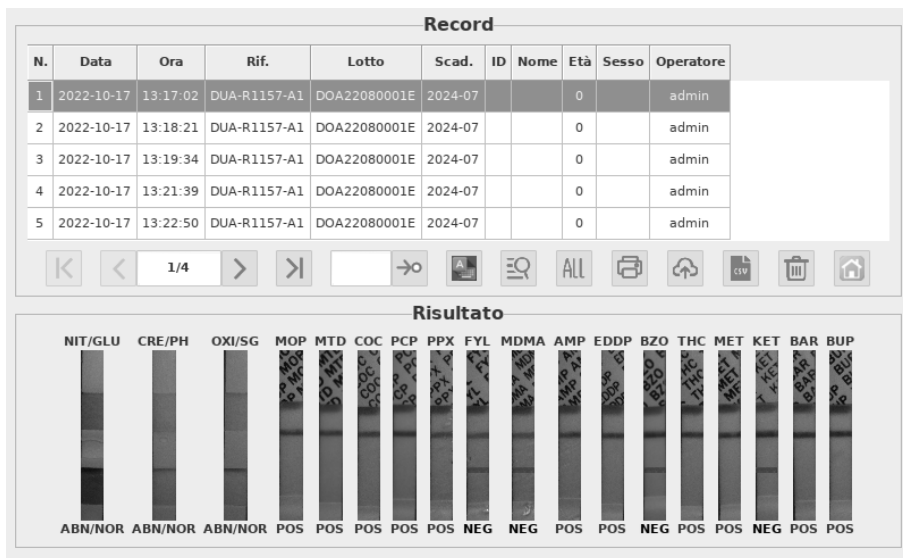 Record
N. Data Ora Rif. Lotto Scad. ID Nome Età Sesso Operatore
1 2022-10-17 13:17:02 DUA-R1157-A1 DOA22080001E 2024-07 0 admin
2 2022-10-17 13:18:21 DUA-R1157-A1 DOA22080001E 2024-07 0 admin
3 2022-10-17 13:19:34 DUA-R1157-A1 DOA22080001E 2024-07 0 admin
4 2022-10-17 13:21:39 DUA-R1157-A1 DOA22080001E 2024-07 0 admin
5 2022-10-17 13:22:50 DUA-R1157-A1 DOA22080001E 2024-07 0 admin
1/4 ALL CSV
Risultato
NIT/GLU CRE/PH OXI/SG MOP MTD COC PCP PPX FYL MDMA AMP EDDP BZO THC MET KET BAR BUP
ABN/NOR ABN/NOR ABN/NOR POS POS POS POS POS NEG NEG POS POS NEG POS POS NEG POS POS